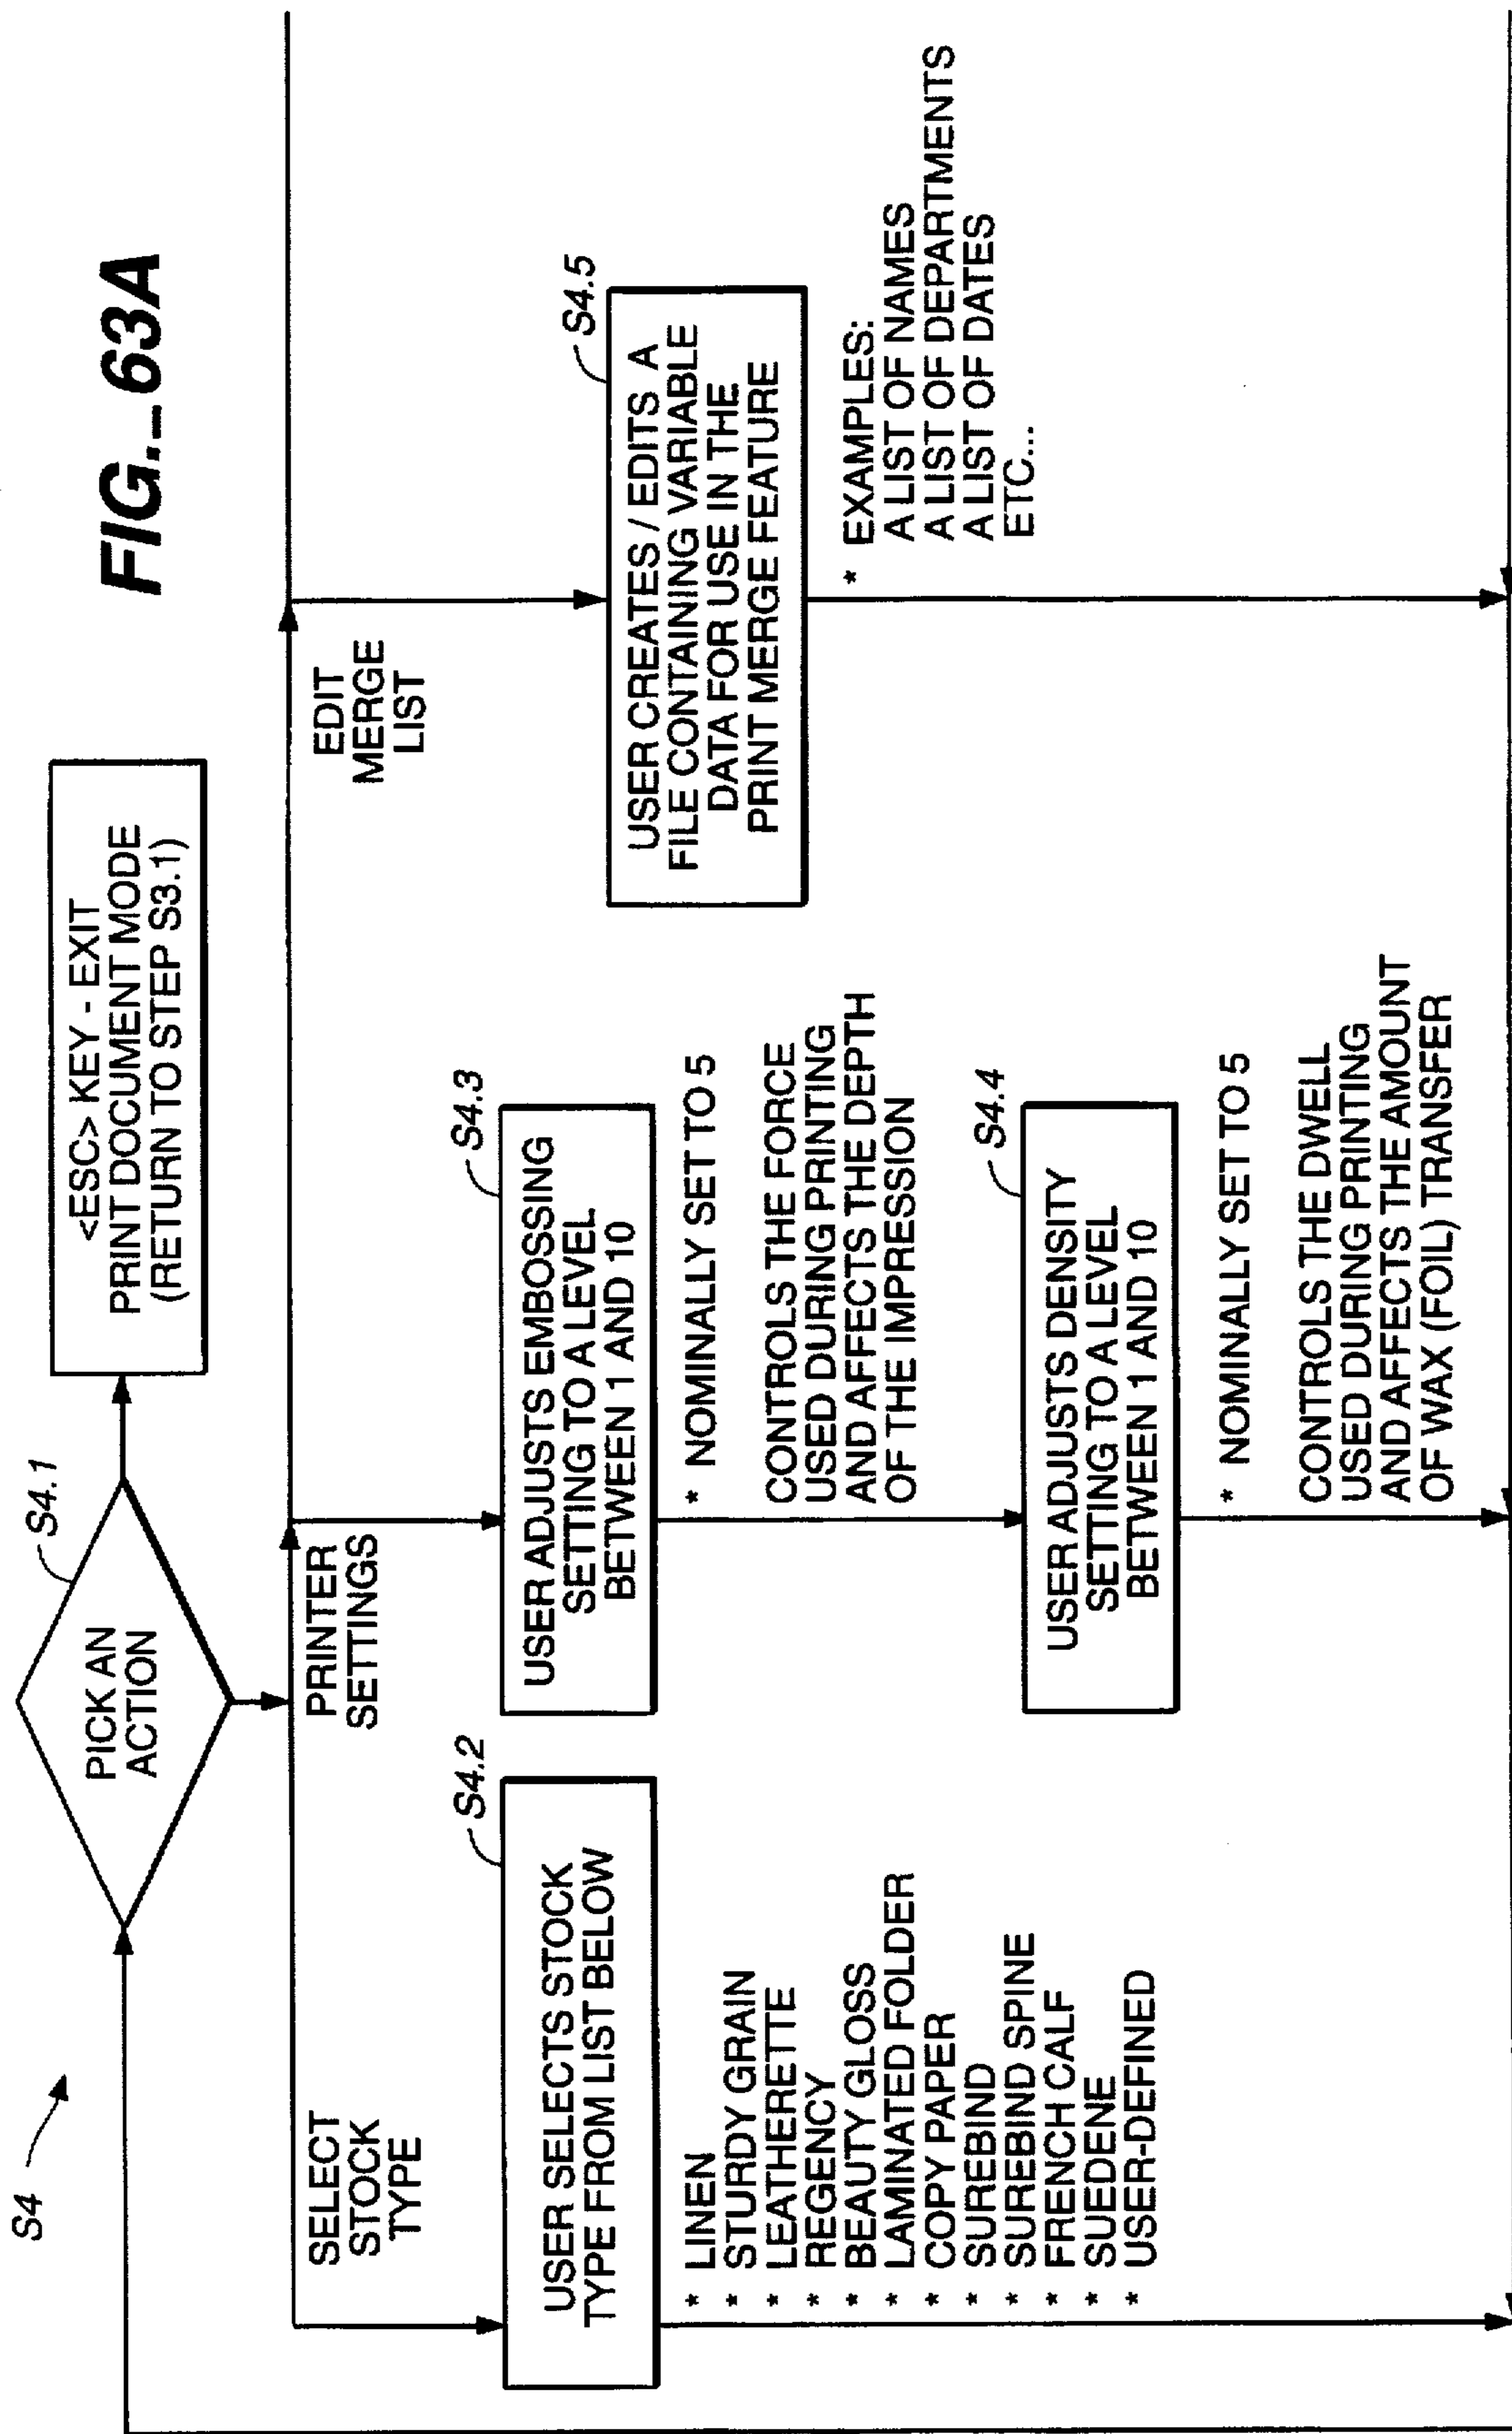 FIG._63A
S4
S4.1
PICK AN
ACTION
<ESC> KEY - EXIT
PRINT DOCUMENT MODE
(RETURN TO STEP S3.1)
SELECT
STOCK
TYPE
S4.2
USER SELECTS STOCK
TYPE FROM LIST BELOW
* LINEN
* STURDY GRAIN
* LEATHERETTE
* REGENCY
* BEAUTY GLOSS
* LAMINATED FOLDER
* COPY PAPER
* SUREBIND
* SUREBIND SPINE
* FRENCH CALF
* SUEDENE
* USER-DEFINED
PRINTER
SETTINGS
S4.3
USER ADJUSTS EMBOSSING
SETTING TO A LEVEL
BETWEEN 1 AND 10
* NOMINALLY SET TO 5
CONTROLS THE FORCE
USED DURING PRINTING
AND AFFECTS THE DEPTH
OF THE IMPRESSION
S4.4
USER ADJUSTS DENSITY
SETTING TO A LEVEL
BETWEEN 1 AND 10
* NOMINALLY SET TO 5
CONTROLS THE DWELL
USED DURING PRINTING
AND AFFECTS THE AMOUNT
OF WAX (FOIL) TRANSFER
EDIT
MERGE
LIST
S4.5
USER CREATES / EDITS A
FILE CONTAINING VARIABLE
DATA FOR USE IN THE
PRINT MERGE FEATURE
* EXAMPLES:
A LIST OF NAMES
A LIST OF DEPARTMENTS
A LIST OF DATES
ETC...